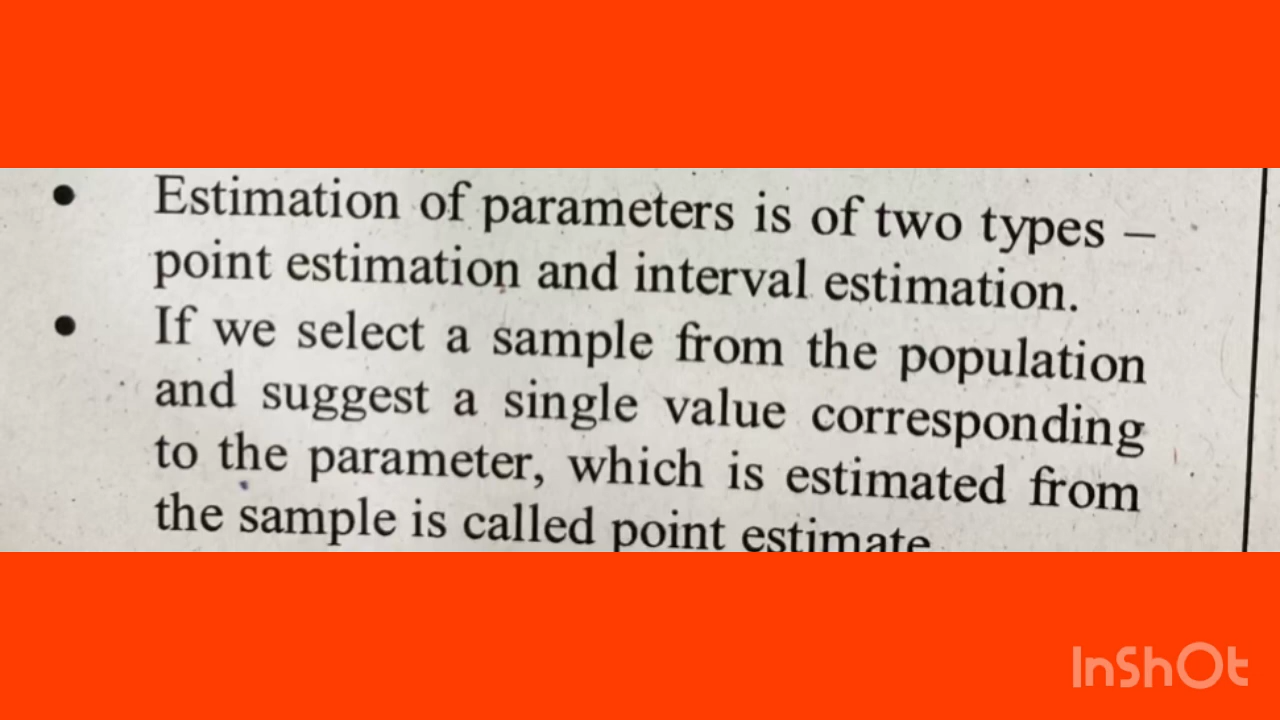 • Estimation of parameters is of two types –
point estimation and interval estimation.
• If we select a sample from the population
and suggest a single value corresponding
to the parameter, which is estimated from
the sample is called point estimate
InShOt